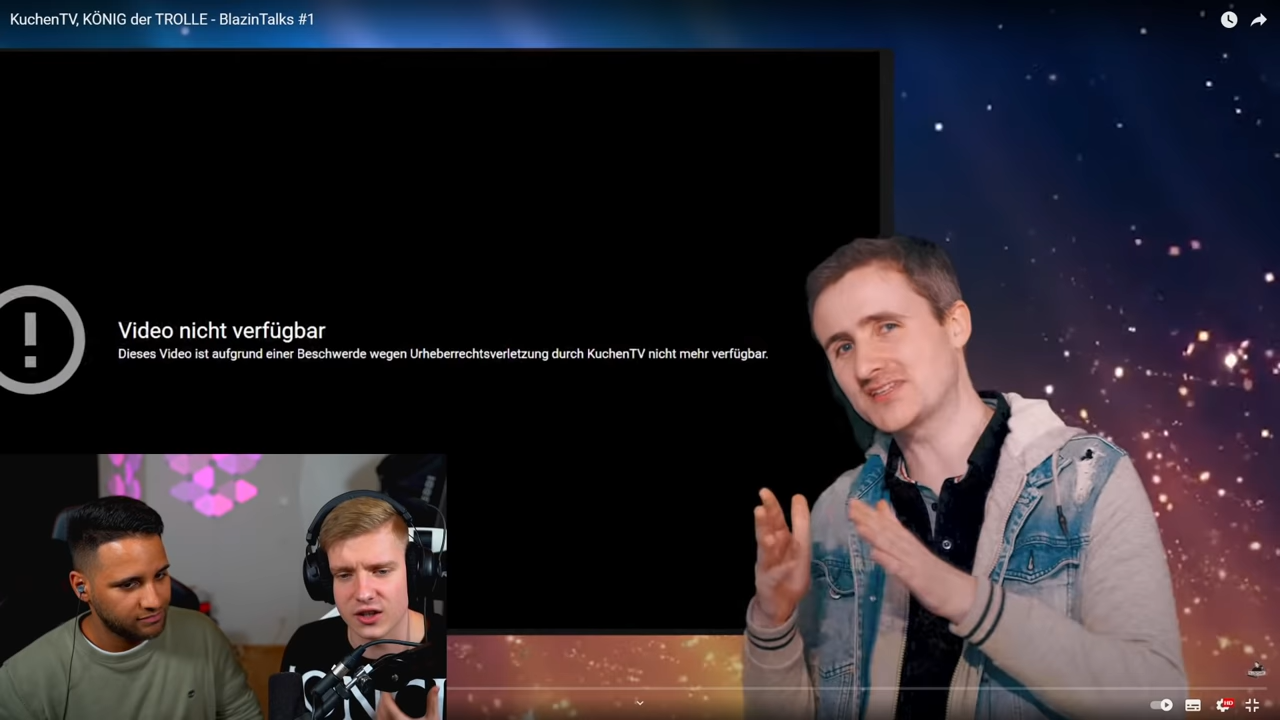 KuchenTV, KÖNIG der TROLLE - BlazinTalks #1
Video nicht verfügbar
Dieses Video ist aufgrund einer Beschwerde wegen Urheberrechtsverletzung durch KuchenTV nicht mehr verfügbar.
HD